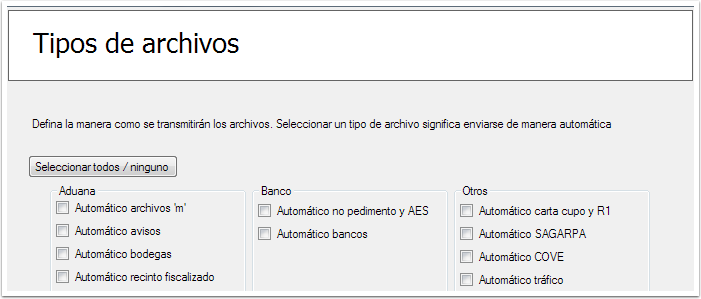 Tipos de archivos
Defina la manera como se transmitirán los archivos. Seleccionar un tipo de archivo significa enviarse de manera automática
Seleccionar todos / ninguno
Aduana
Automático archivos 'm'
Automático avisos
Automático bodegas
Automático recinto fiscalizado
Banco
Automático no pedimento y AES
Automático bancos
Otros
Automático carta cupo y R1
Automático SAGARPA
Automático COVE
Automático tráfico